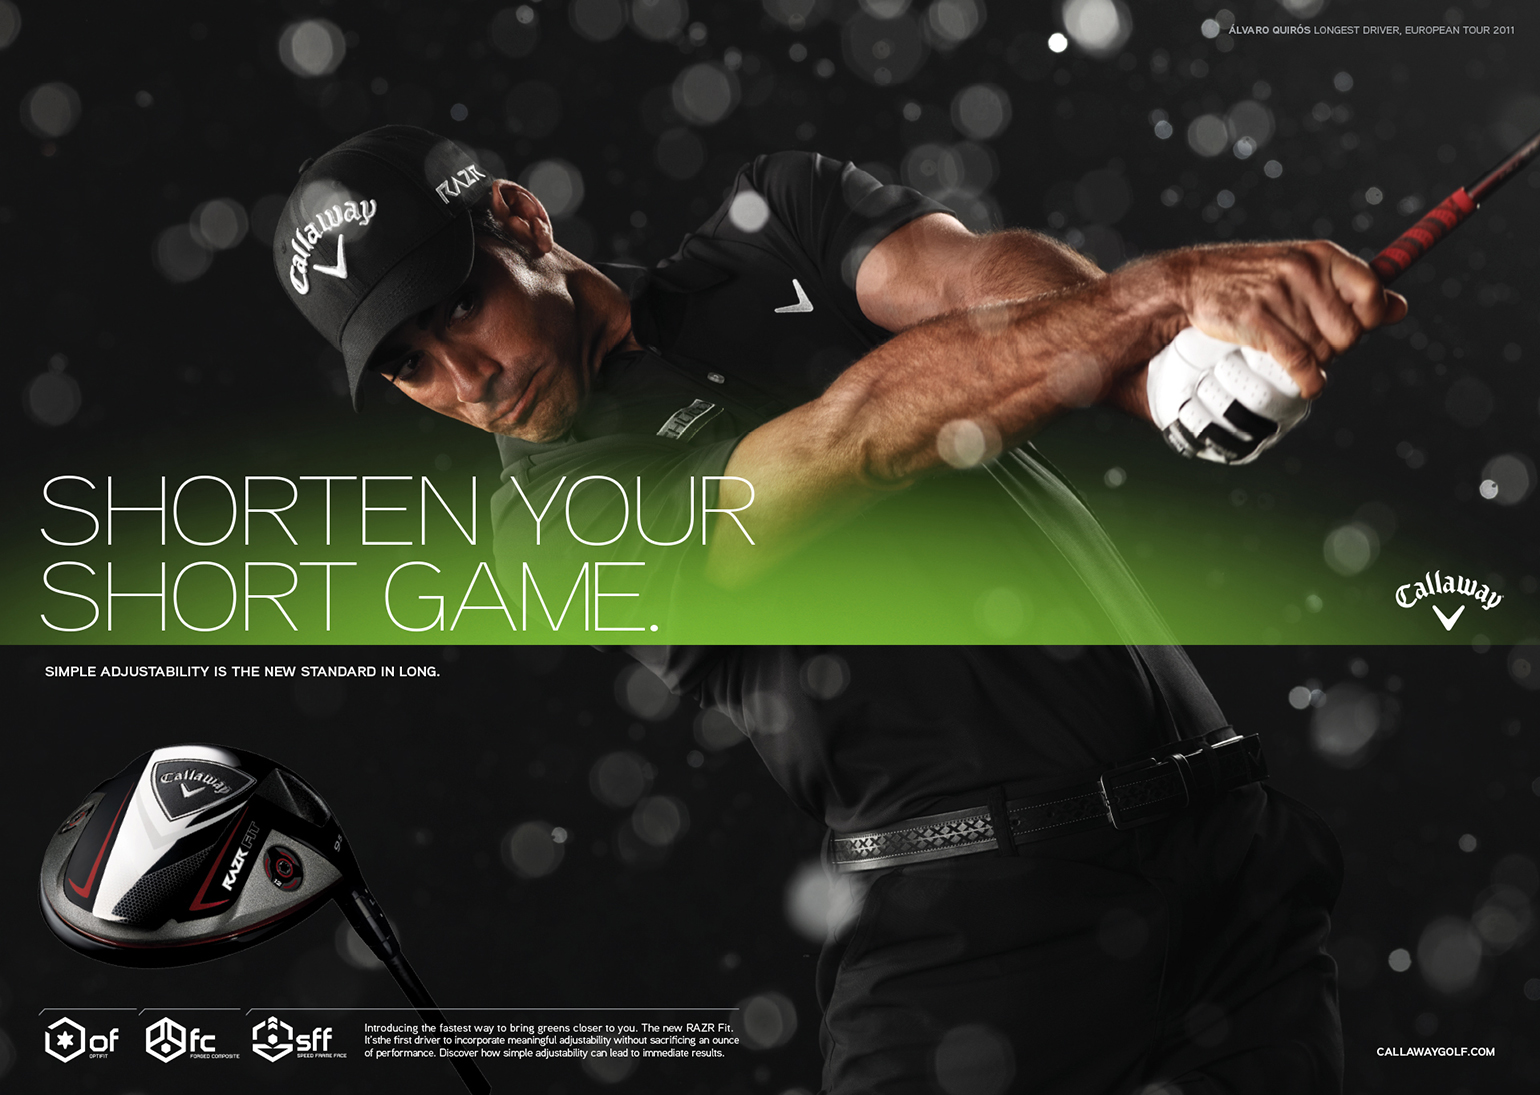 ÁLVARO QUIRÓS LONGEST DRIVER, EUROPEAN TOUR 2011
Callaway
RAZR
SHORTEN YOUR
SHORT GAME.
Callaway
SIMPLE ADJUSTABILITY IS THE NEW STANDARD IN LONG.
Callaway
RAZR FIT
9.5
of
OPTIFIT
fc
FORGED COMPOSITE
sff
SPEED FRAME FACE
Introducing the fastest way to bring greens closer to you. The new RAZR Fit.
It'sthe first driver to incorporate meaningful adjustability without sacrificing an ounce
of performance. Discover how simple adjustability can lead to immediate results.
CALLAWAYGOLF.COM